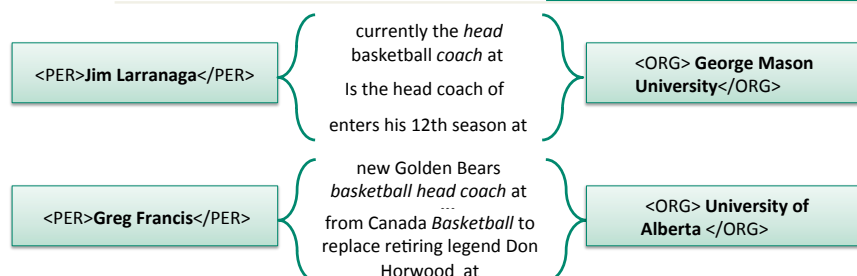 currently the head
basketball coach at
<PER>Jim Larranaga</PER>
Is the head coach of
enters his 12th season at
<ORG> George Mason
University</ORG>
new Golden Bears
basketball head coach at
...
<PER>Greg Francis</PER>
from Canada Basketball to
replace retiring legend Don
Horwood at
<ORG> University of
Alberta </ORG>